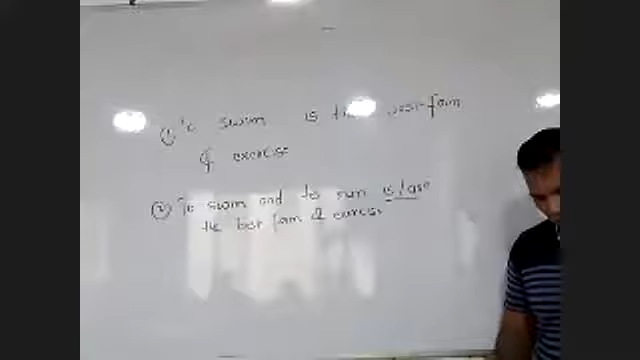 ① To swim is the best form
of exercise
② To swim and to run is/are
the best form of exercise